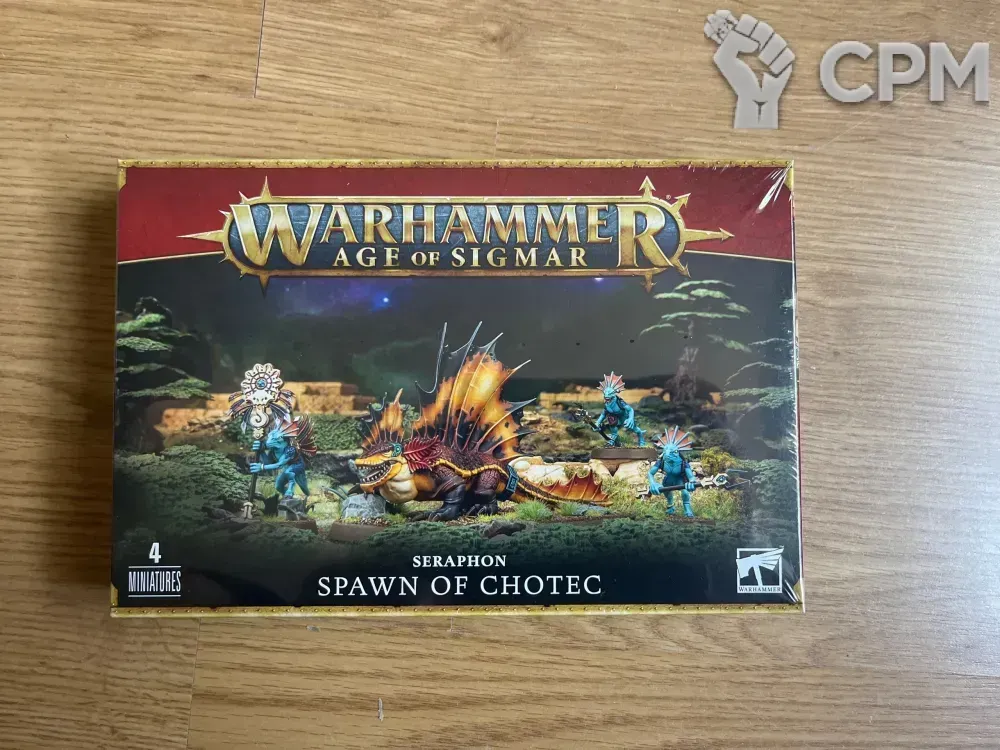 CPM
WARHAMMER
AGE OF SIGMAR
4
MINIATURES
SERAPHON
SPAWN OF CHOTEC
WARHAMMER